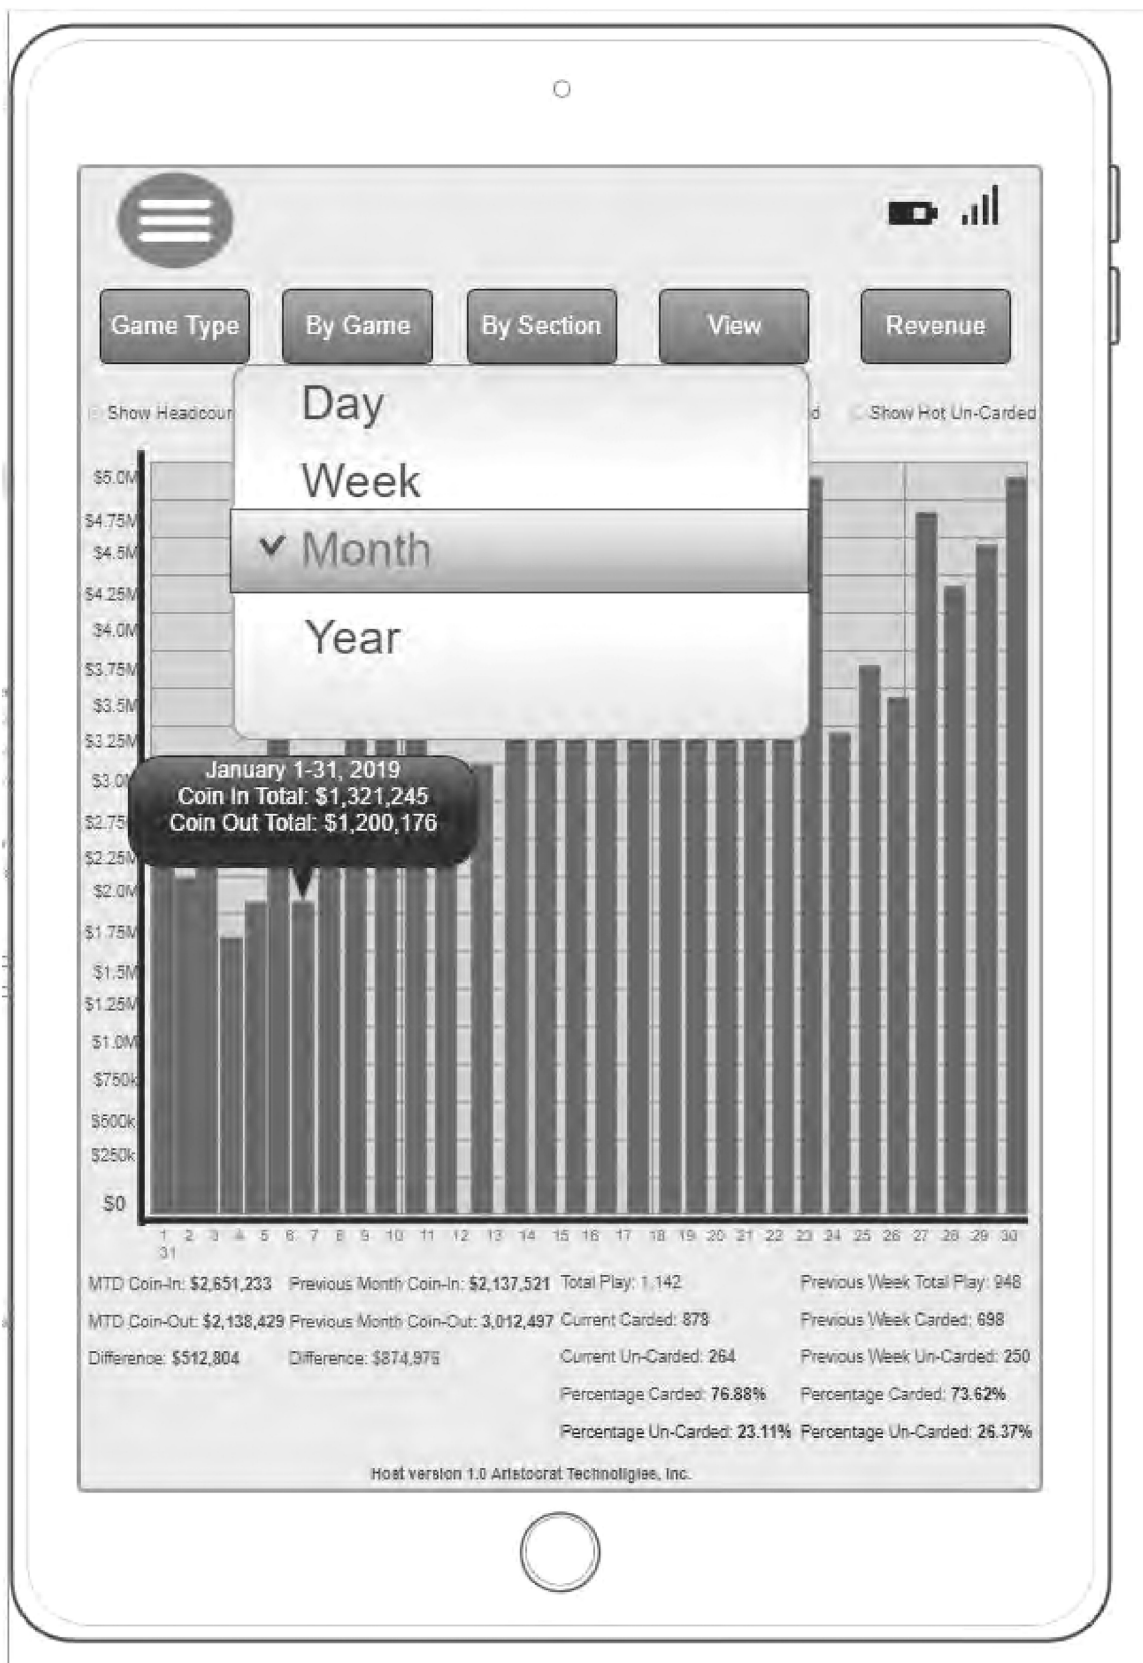 Game Type By Game By Section View Revenue
Day
Show Headcoun d Show Hot Un-Carded
Week
✓ Month
Year
$5.0M
$4.75M
$4.5M
$4.25M
$4.0M
$3.75M
$3.5M
$3.25M
$3.0
$2.75
$2.25M
$2.0M
$1.75M
$1.5M
$1.25M
$1.0M
$750k
$500k
$250k
$0
January 1-31, 2019
Coin In Total: $1,321,245
Coin Out Total: $1,200,176
1 2 3 4 5 6 7 8 9 10 11 12 13 14 15 16 17 18 19 20 21 22 23 24 25 26 27 28 29 30
31
MTD Coin-In: $2,651,233 Previous Month Coin-In: $2,137,521 Total Play: 1,142 Previous Week Total Play: 948
MTD Coin-Out: $2,138,429 Previous Month Coin-Out: 3,012,497 Current Carded: 878 Previous Week Carded: 698
Difference: $512,804 Difference: $874,976 Current Un-Carded: 264 Previous Week Un-Carded: 250
Percentage Carded: 76.88% Percentage Carded: 73.62%
Percentage Un-Carded: 23.11% Percentage Un-Carded: 26.37%
Host version 1.0 Aristocrat Technoligies, Inc.